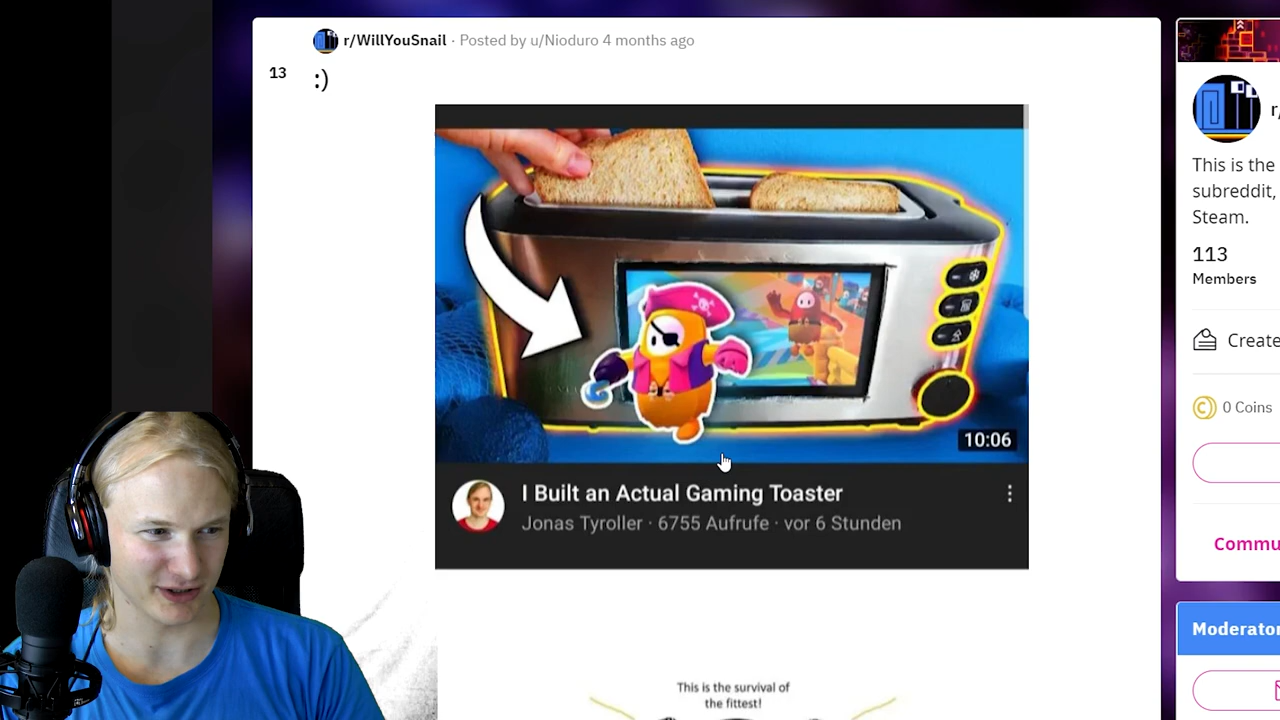 r/WillYouSnail · Posted by u/Nioduro 4 months ago
13
:)
10:06
I Built an Actual Gaming Toaster
Jonas Tyroller · 6755 Aufrufe · vor 6 Stunden
This is the survival of
the fittest!
r/
This is the
subreddit,
Steam.
113
Members
Create
0 Coins
Commu
Moderator